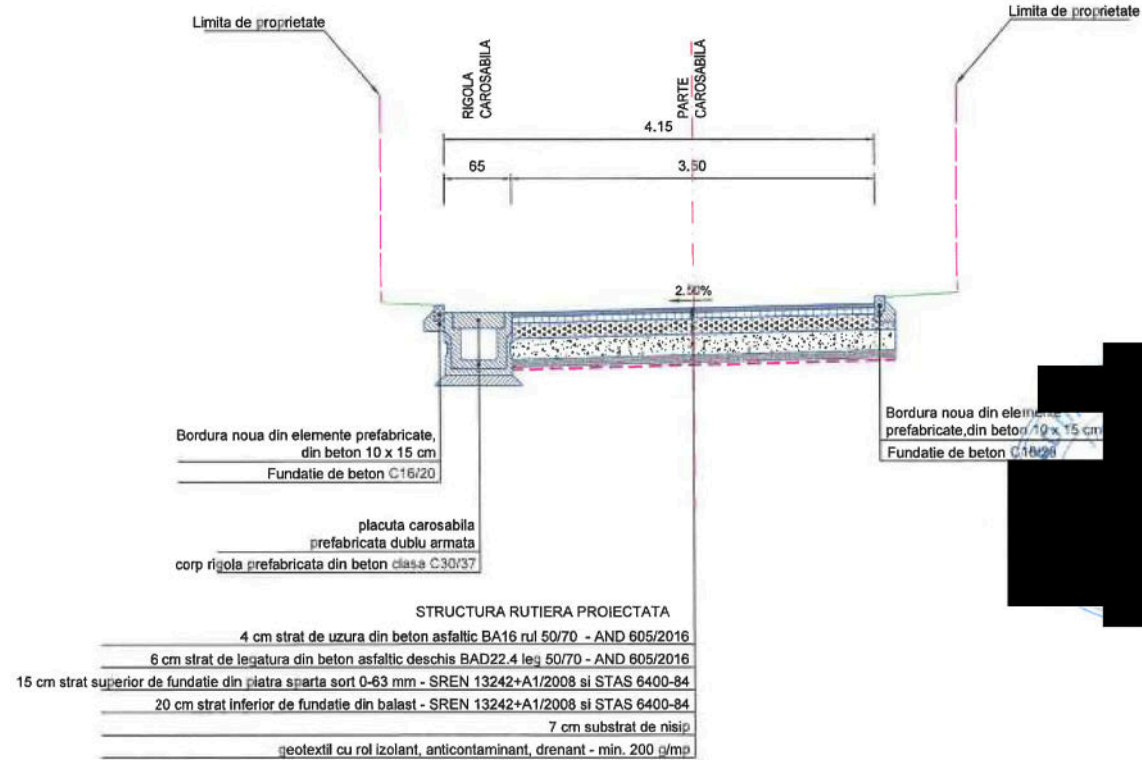 Limita de proprietate
Limita de proprietate
RIGOLA
CAROSABILA
PARTE
CAROSABILA
4.15
65
3.50
2.50%
Bordura noua din elemente prefabricate,
din beton 10 x 15 cm
Fundatie de beton C16/20
Bordura noua din elemente
prefabricate,din beton 10 x 15 cm
Fundatie de beton C16/20
placuta carosabila
prefabricata dublu armata
corp rigola prefabricata din beton clasa C30/37
STRUCTURA RUTIERA PROIECTATA
4 cm strat de uzura din beton asfaltic BA16 rul 50/70 - AND 605/2016
6 cm strat de legatura din beton asfaltic deschis BAD22.4 leg 50/70 - AND 605/2016
15 cm strat superior de fundatie din piatra sparta sort 0-63 mm - SREN 13242+A1/2008 si STAS 6400-84
20 cm strat inferior de fundatie din balast - SREN 13242+A1/2008 si STAS 6400-84
7 cm substrat de nisip
geotextil cu rol izolant, anticontaminant, drenant - min. 200 g/mp